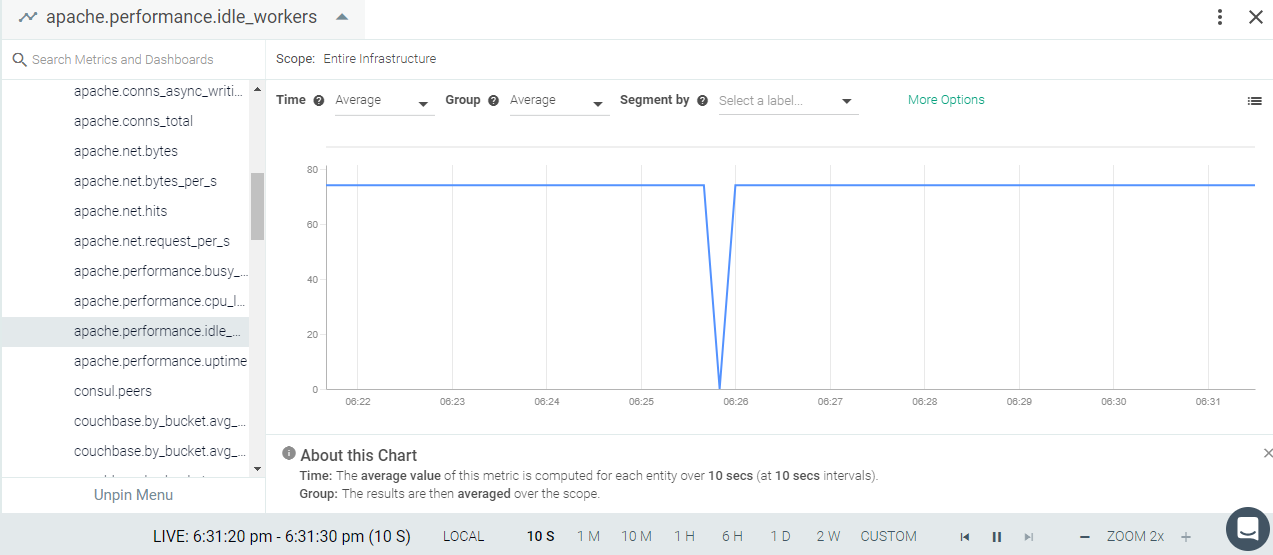 apache.performance.idle_workers
Search Metrics and Dashboards
Scope: Entire Infrastructure
apache.conns_async_writi...
apache.conns_total
apache.net.bytes
apache.net.bytes_per_s
apache.net.hits
apache.net.request_per_s
apache.performance.busy_...
apache.performance.cpu_l...
apache.performance.idle_...
apache.performance.uptime
consul.peers
couchbase.by_bucket.avg_...
couchbase.by_bucket.avg_...
Unpin Menu
Time ? Average Group ? Average Segment by ? Select a label... More Options
80
60
40
20
0
06:22 06:23 06:24 06:25 06:26 06:27 06:28 06:29 06:30 06:31
About this Chart
Time: The average value of this metric is computed for each entity over 10 secs (at 10 secs intervals).
Group: The results are then averaged over the scope.
LIVE: 6:31:20 pm - 6:31:30 pm (10 S) LOCAL 10 S 1 M 10 M 1 H 6 H 1 D 2 W CUSTOM ZOOM 2x